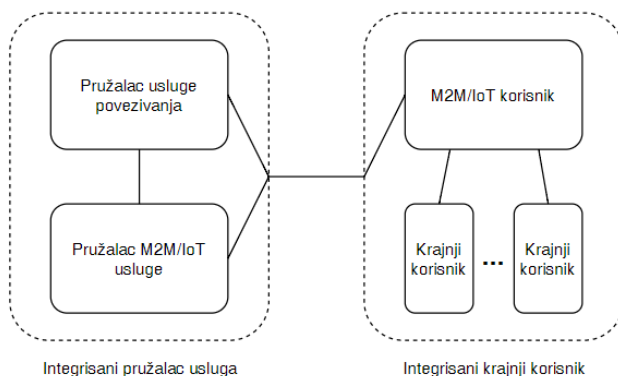 Pružalac usluge
povezivanja
Pružalac M2M/IoT
usluge
Integrisani pružalac usluga
M2M/IoT korisnik
Krajnji
korisnik
...
Krajnji
korisnik
Integrisani krajnji korisnik